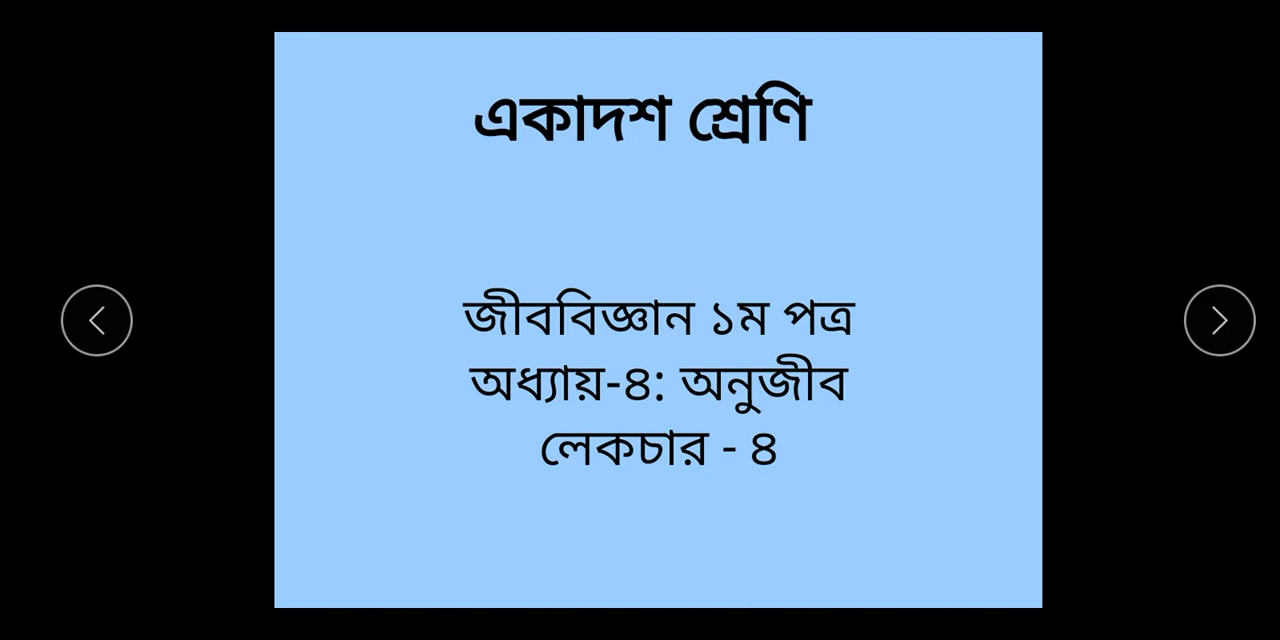 একাদশ শ্রেণি
জীববিজ্ঞান ১ম পত্র
অধ্যায়-৪: অনুজীব
লেকচার - ৪